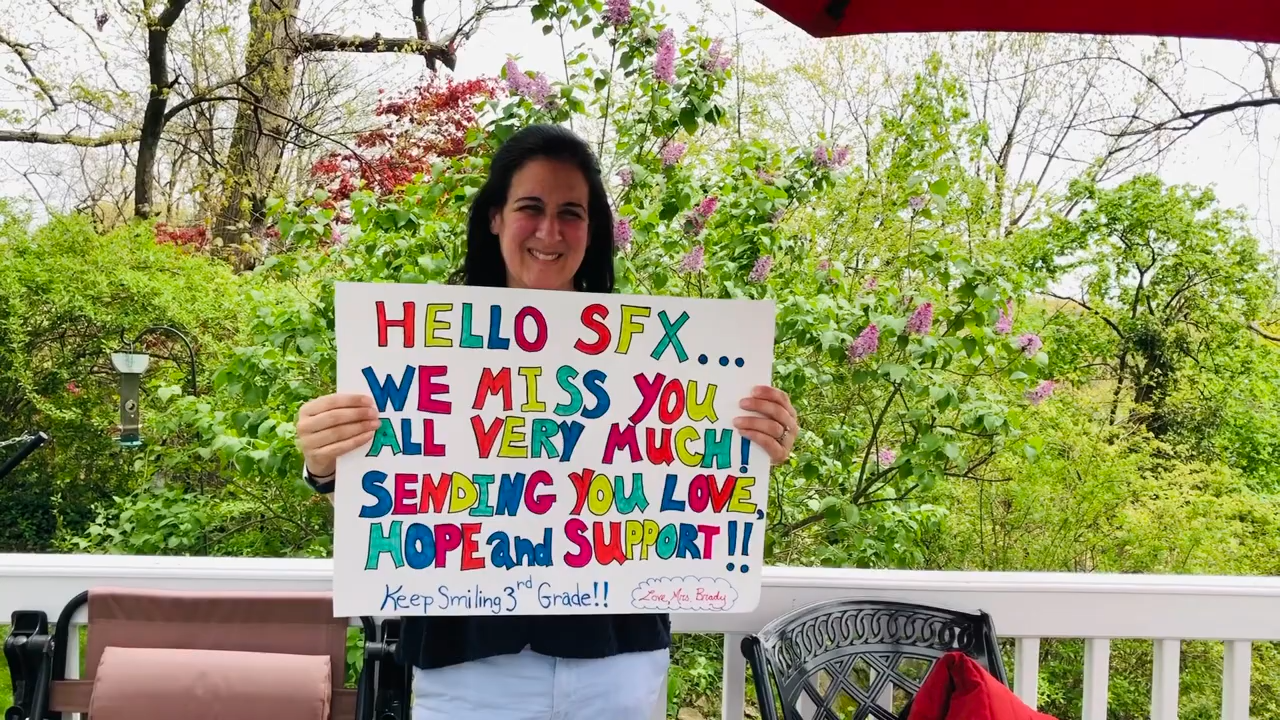 HELLO SFX...
WE MISS YOU
ALL VERY MUCH!
SENDING YOU LOVE,
HOPE and SUPPORT!!
Keep Smiling 3rd Grade!!
Love, Mrs. Brady